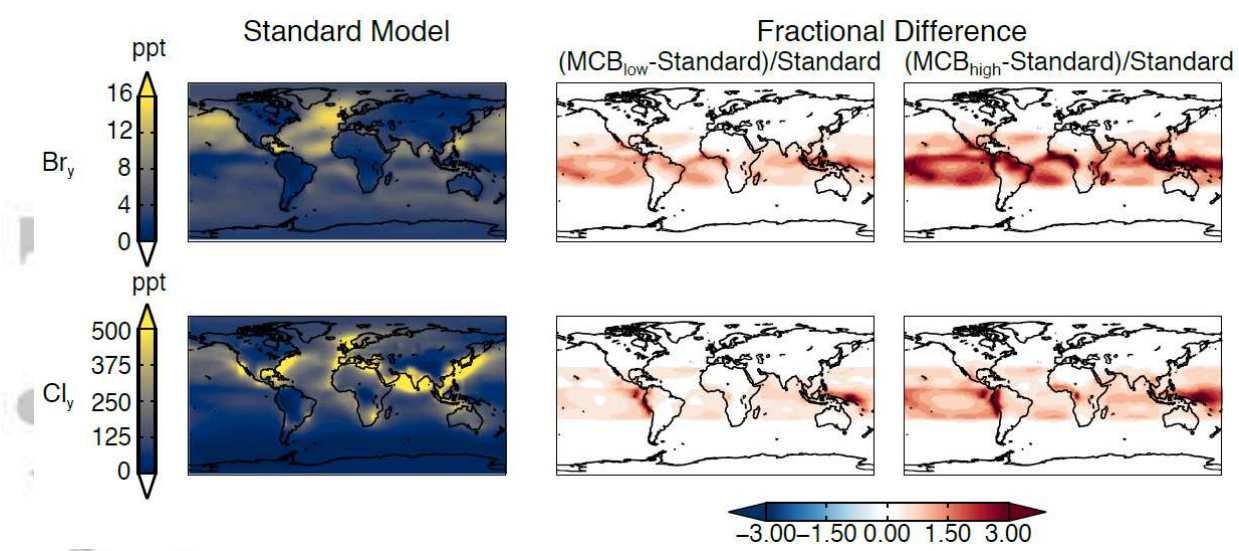 Standard Model
Fractional Difference
(MCBlow-Standard)/Standard
(MCBhigh-Standard)/Standard
ppt
16
12
8
4
0
Bry
ppt
500
375
250
125
0
Cly
−3.00 −1.50 0.00 1.50 3.00